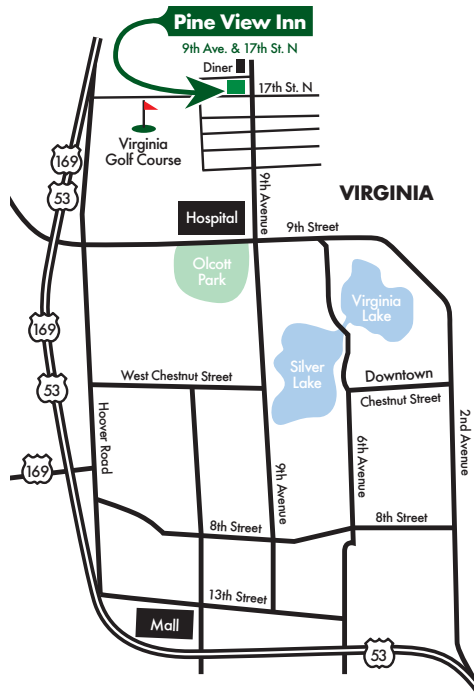 Pine View Inn
9th Ave. & 17th St. N
Diner
17th St. N
Virginia
Golf Course
169
53
9th Avenue
VIRGINIA
Hospital
9th Street
Olcott
Park
Virginia
Lake
169
53
West Chestnut Street
Silver
Lake
Downtown
Chestnut Street
Hoover Road
9th Avenue
6th Avenue
2nd Avenue
169
8th Street
8th Street
13th Street
Mall
53